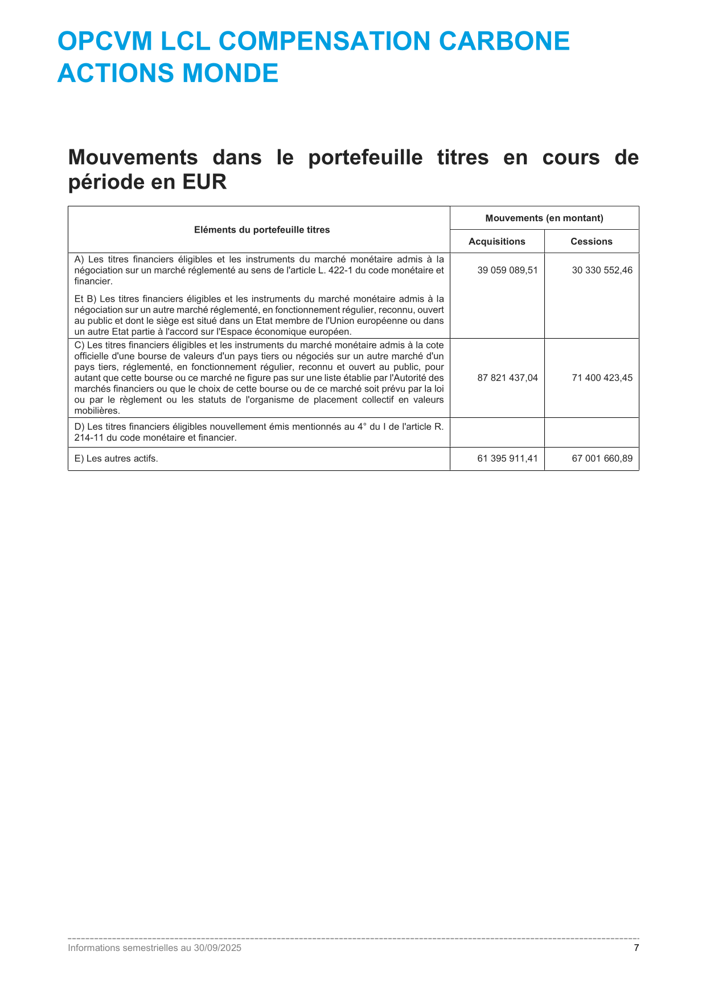 OPCVM LCL COMPENSATION CARBONE
ACTIONS MONDE
Mouvements dans le portefeuille titres en cours de
période en EUR
Eléments du portefeuille titres
Mouvements (en montant)
Acquisitions
Cessions
A) Les titres financiers éligibles et les instruments du marché monétaire admis à la
négociation sur un marché réglementé au sens de l'article L. 422-1 du code monétaire et
financier.
39 059 089,51
30 330 552,46
Et B) Les titres financiers éligibles et les instruments du marché monétaire admis à la
négociation sur un autre marché réglementé, en fonctionnement régulier, reconnu, ouvert
au public et dont le siège est situé dans un Etat membre de l'Union européenne ou dans
un autre Etat partie à l'accord sur l'Espace économique européen.
C) Les titres financiers éligibles et les instruments du marché monétaire admis à la cote
officielle d'une bourse de valeurs d'un pays tiers ou négociés sur un autre marché d'un
pays tiers, réglementé, en fonctionnement régulier, reconnu et ouvert au public, pour
autant que cette bourse ou ce marché ne figure pas sur une liste établie par l'Autorité des
marchés financiers ou que le choix de cette bourse ou de ce marché soit prévu par la loi
ou par le règlement ou les statuts de l'organisme de placement collectif en valeurs
mobilières.
87 821 437,04
71 400 423,45
D) Les titres financiers éligibles nouvellement émis mentionnés au 4° du I de l'article R.
214-11 du code monétaire et financier.
E) Les autres actifs.
61 395 911,41
67 001 660,89
Informations semestrielles au 30/09/2025
7